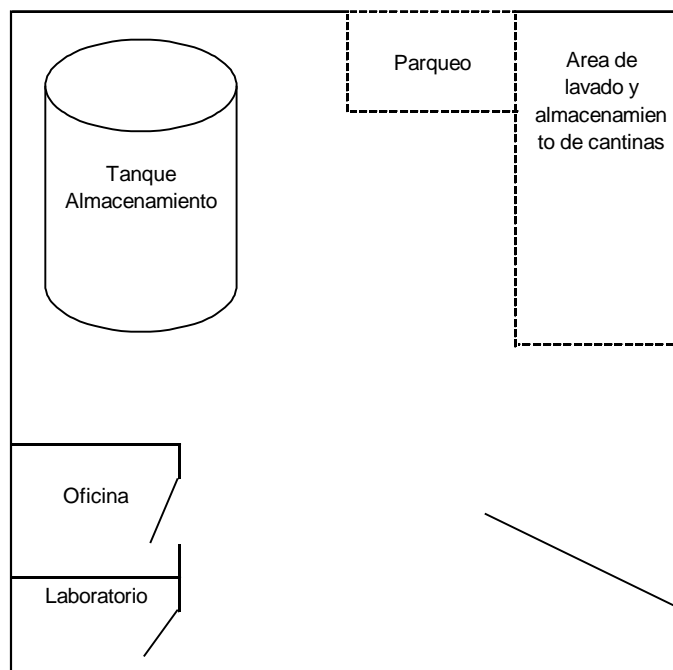 Parqueo
Area de
lavado y
almacenamien
to de cantinas
Tanque
Almacenamiento
Oficina
Laboratorio